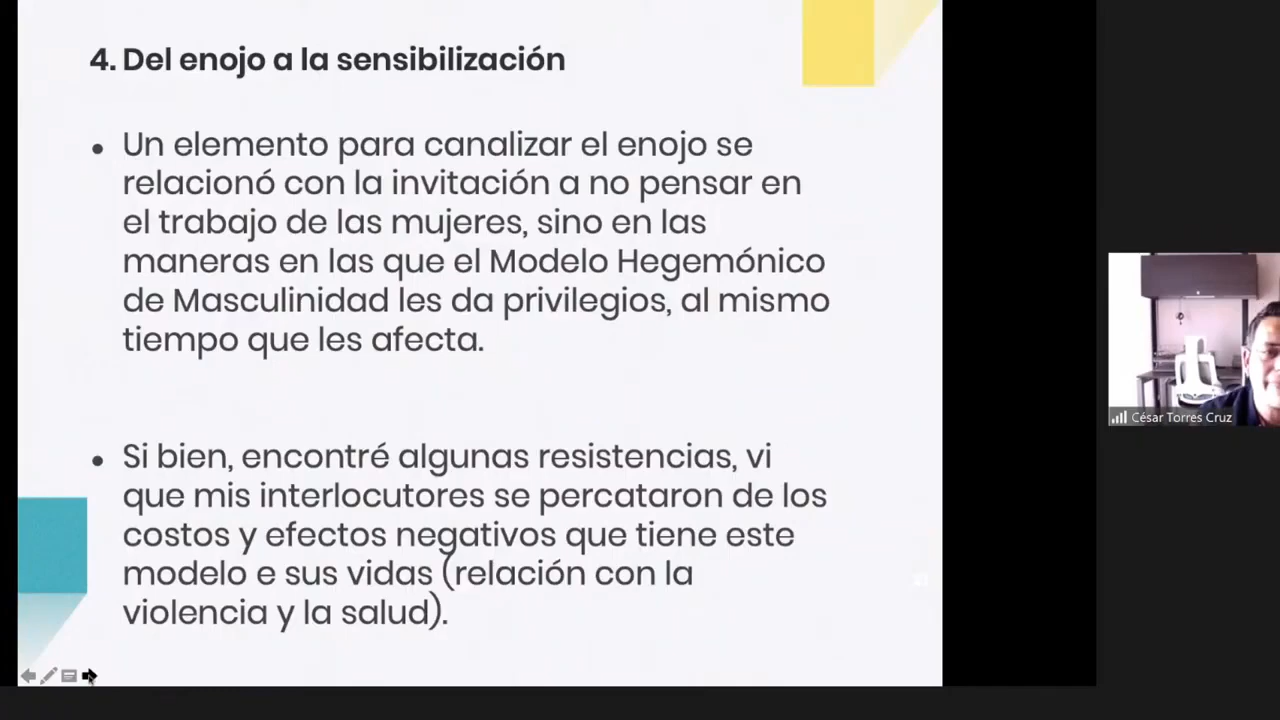 4. Del enojo a la sensibilización
• Un elemento para canalizar el enojo se
relacionó con la invitación a no pensar en
el trabajo de las mujeres, sino en las
maneras en las que el Modelo Hegemónico
de Masculinidad les da privilegios, al mismo
tiempo que les afecta.
• Si bien, encontré algunas resistencias, vi
que mis interlocutores se percataron de los
costos y efectos negativos que tiene este
modelo e sus vidas (relación con la
violencia y la salud).
César Torres Cruz